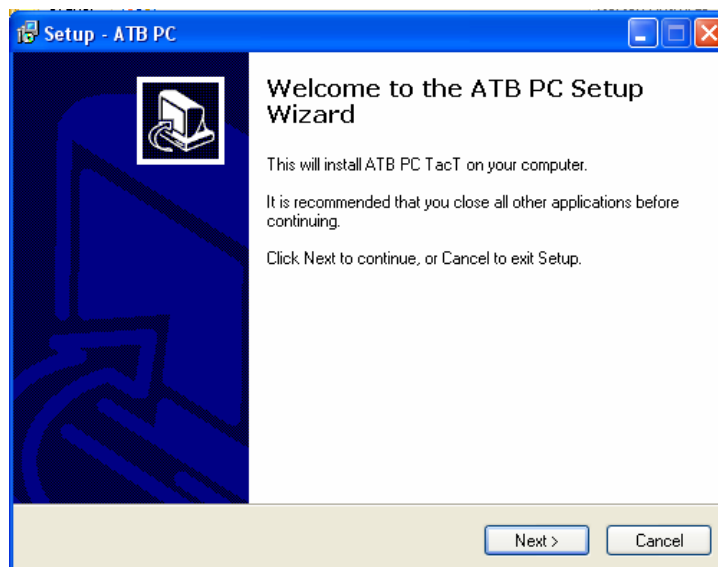 Setup - ATB PC
Welcome to the ATB PC Setup
Wizard
This will install ATB PC TacT on your computer.
It is recommended that you close all other applications before
continuing.
Click Next to continue, or Cancel to exit Setup.
Next >
Cancel